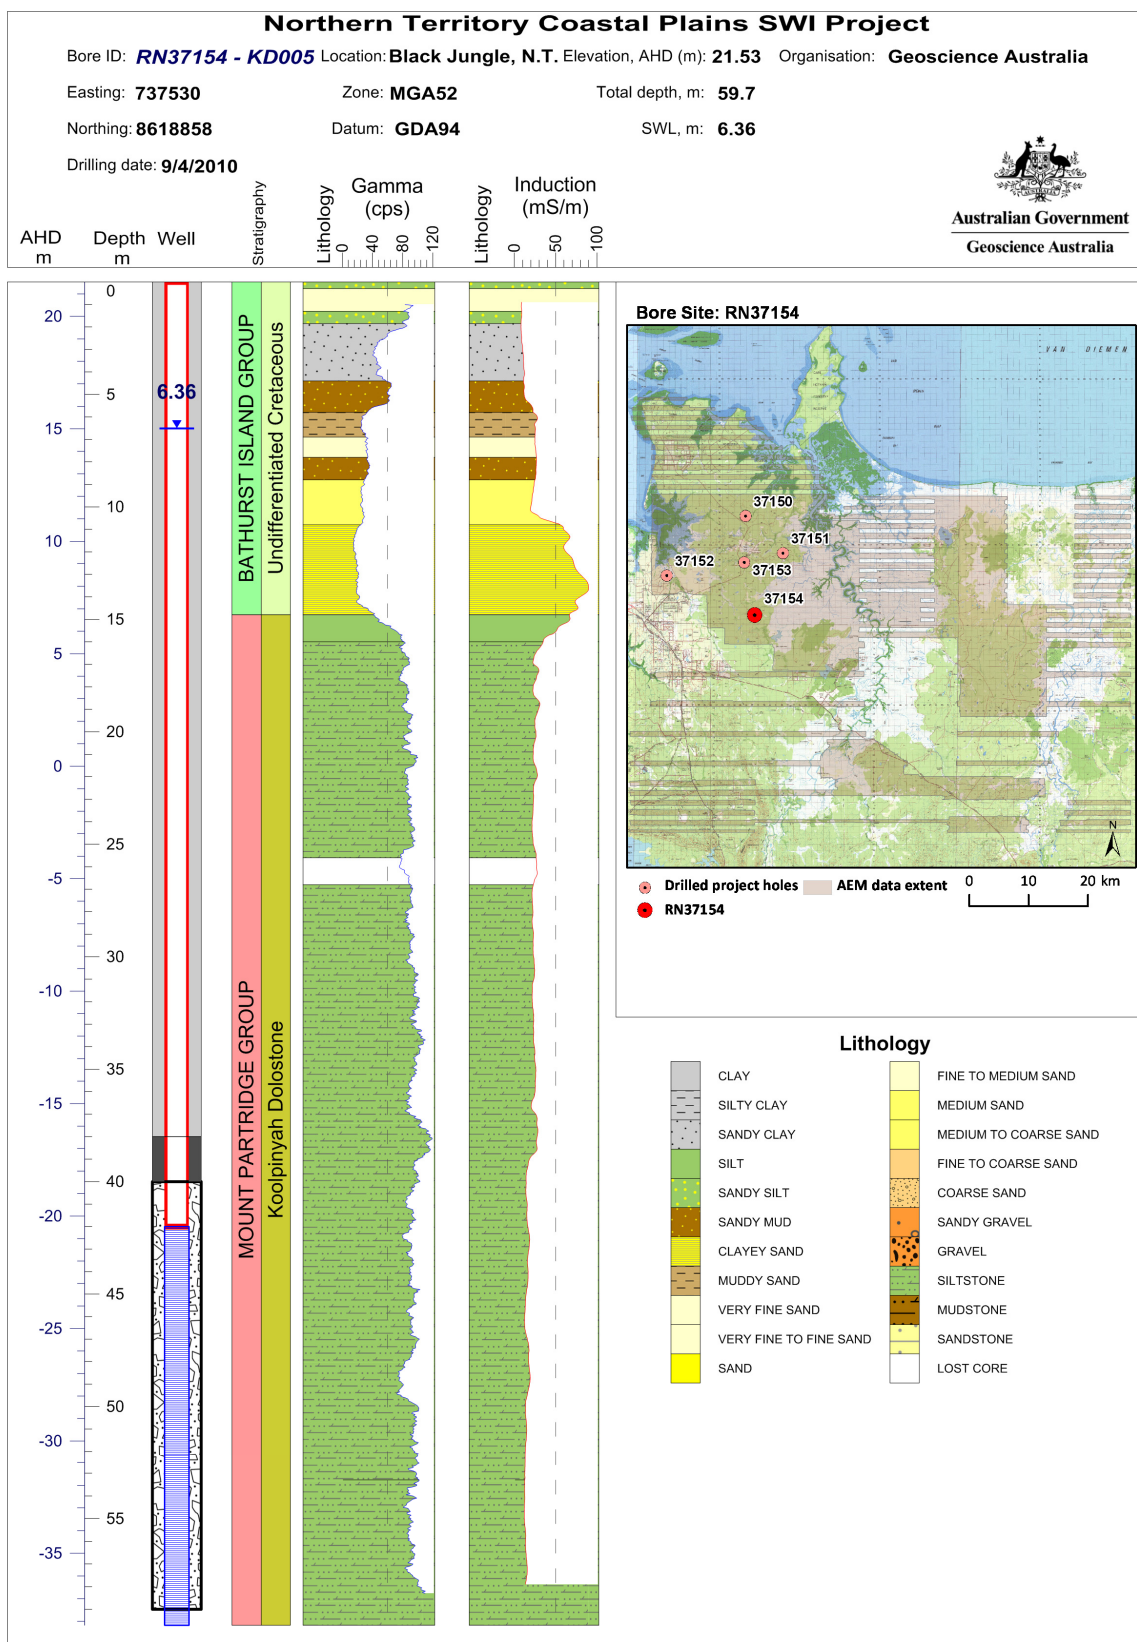 Northern Territory Coastal Plains SWI Project
Bore ID: RN37154 - KD005 Location: Black Jungle, N.T. Elevation, AHD (m): 21.53 Organisation: Geoscience Australia
Easting: 737530 Zone: MGA52 Total depth, m: 59.7
Northing: 8618858 Datum: GDA94 SWL, m: 6.36
Drilling date: 9/4/2010
Australian Government
Geoscience Australia
AHD m
Depth m
Well
Stratigraphy
Lithology
Gamma (cps)
0 40 80 120
Lithology
Induction (mS/m)
0 50 100
20
15
10
5
0
-5
-10
-15
-20
-25
-30
-35
0
5
10
15
20
25
30
35
40
45
50
55
6.36
BATHURST ISLAND GROUP
Undifferentiated Cretaceous
MOUNT PARTRIDGE GROUP
Koolpinyah Dolostone
Bore Site: RN37154
VAN DIEMEN
37150
37151
37152
37153
37154
N
Drilled project holes
AEM data extent
0 10 20 km
RN37154
Lithology
CLAY
SILTY CLAY
SANDY CLAY
SILT
SANDY SILT
SANDY MUD
CLAYEY SAND
MUDDY SAND
VERY FINE SAND
VERY FINE TO FINE SAND
SAND
FINE TO MEDIUM SAND
MEDIUM SAND
MEDIUM TO COARSE SAND
FINE TO COARSE SAND
COARSE SAND
SANDY GRAVEL
GRAVEL
SILTSTONE
MUDSTONE
SANDSTONE
LOST CORE